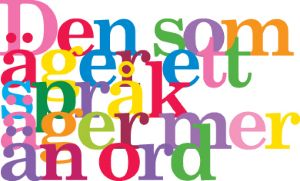 Den som
äger ett
språk
äger mer
än ord